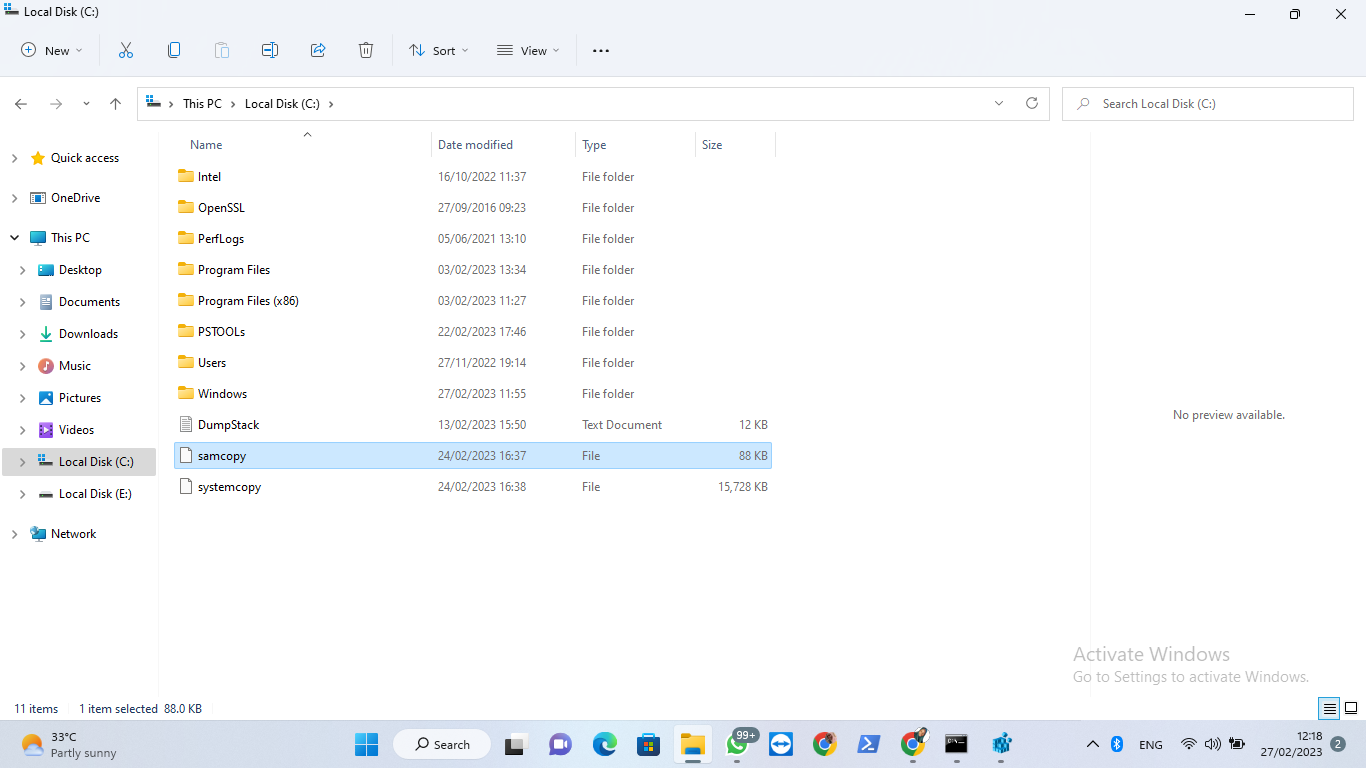 Local Disk (C:)
New
Sort
View
This PC
Local Disk (C:)
Search Local Disk (C:)
Quick access
OneDrive
This PC
Desktop
Documents
Downloads
Music
Pictures
Videos
Local Disk (C:)
Local Disk (E:)
Network
Name Date modified Type Size
Intel 16/10/2022 11:37 File folder
OpenSSL 27/09/2016 09:23 File folder
PerfLogs 05/06/2021 13:10 File folder
Program Files 03/02/2023 13:34 File folder
Program Files (x86) 03/02/2023 11:27 File folder
PSTOOLs 22/02/2023 17:46 File folder
Users 27/11/2022 19:14 File folder
Windows 27/02/2023 11:55 File folder
DumpStack 13/02/2023 15:50 Text Document 12 KB
samcopy 24/02/2023 16:37 File 88 KB
systemcopy 24/02/2023 16:38 File 15,728 KB
No preview available.
Activate Windows
Go to Settings to activate Windows.
11 items 1 item selected 88.0 KB
33°C
Partly sunny
Search
99+
ENG
12:18
27/02/2023
2